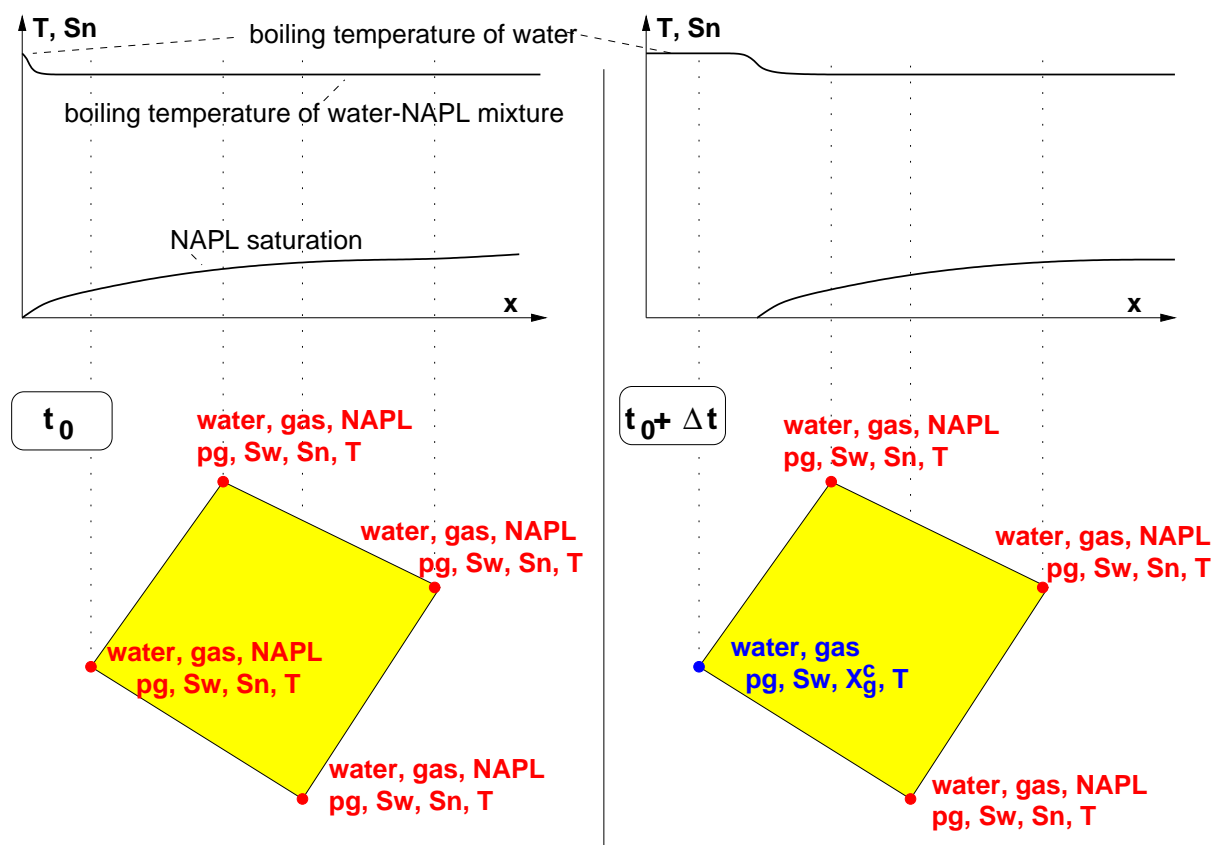 T, Sn
boiling temperature of water
boiling temperature of water-NAPL mixture
NAPL saturation
x
t0
water, gas, NAPL
pg, Sw, Sn, T
water, gas, NAPL
pg, Sw, Sn, T
water, gas, NAPL
pg, Sw, Sn, T
water, gas, NAPL
pg, Sw, Sn, T
T, Sn
x
t0+ Δt
water, gas, NAPL
pg, Sw, Sn, T
water, gas, NAPL
pg, Sw, Sn, T
water, gas
pg, Sw, X_g^c, T
water, gas, NAPL
pg, Sw, Sn, T